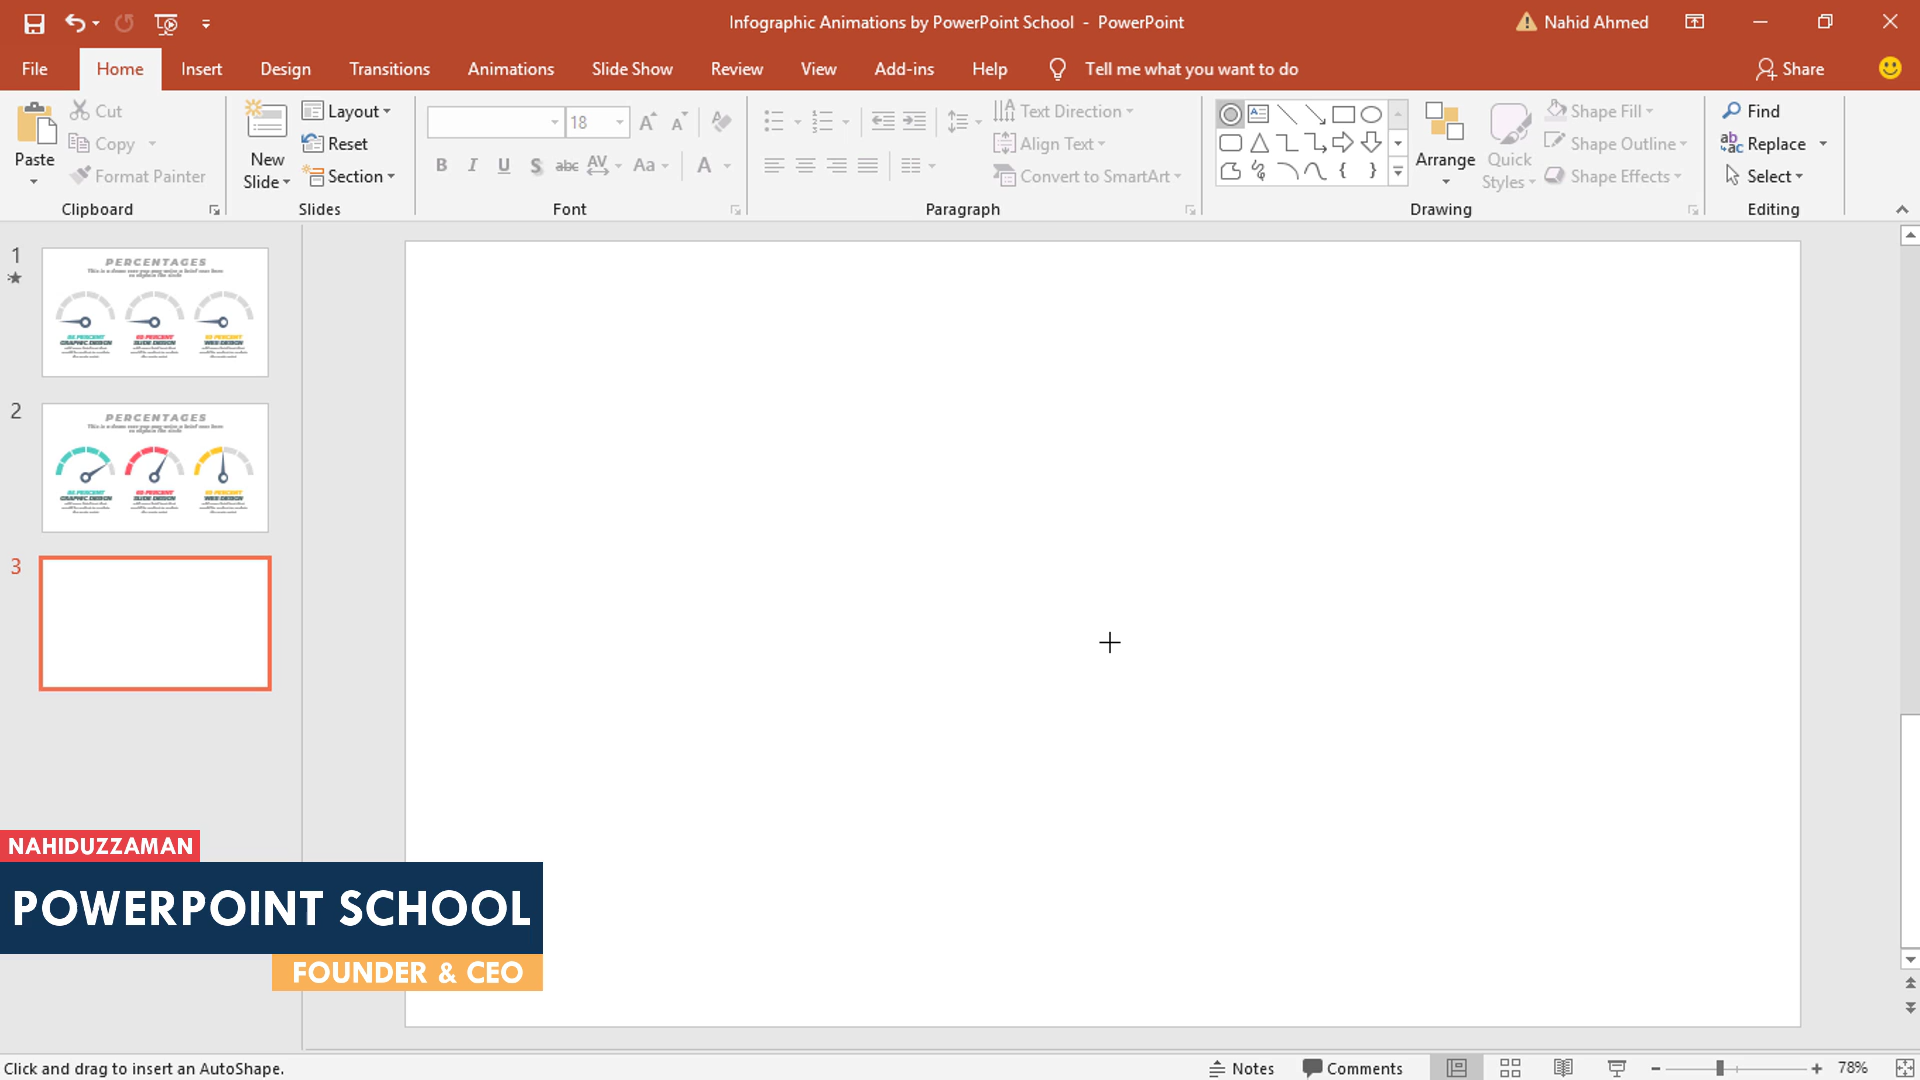 Infographic Animations by PowerPoint School - PowerPoint
Nahid Ahmed
File Home Insert Design Transitions Animations Slide Show Review View Add-ins Help Tell me what you want to do Share
Paste
Cut
Copy
Format Painter
Clipboard
New Slide
Layout
Reset
Section
Slides
18
B I U S abc AV Aa A
Font
Text Direction
Align Text
Convert to SmartArt
Paragraph
Arrange
Quick Styles
Shape Fill
Shape Outline
Shape Effects
Drawing
Find
Replace
Select
Editing
1
PERCENTAGES
2
PERCENTAGES
3
NAHIDUZZAMAN
POWERPOINT SCHOOL
FOUNDER & CEO
Click and drag to insert an AutoShape.
Notes
Comments
78%